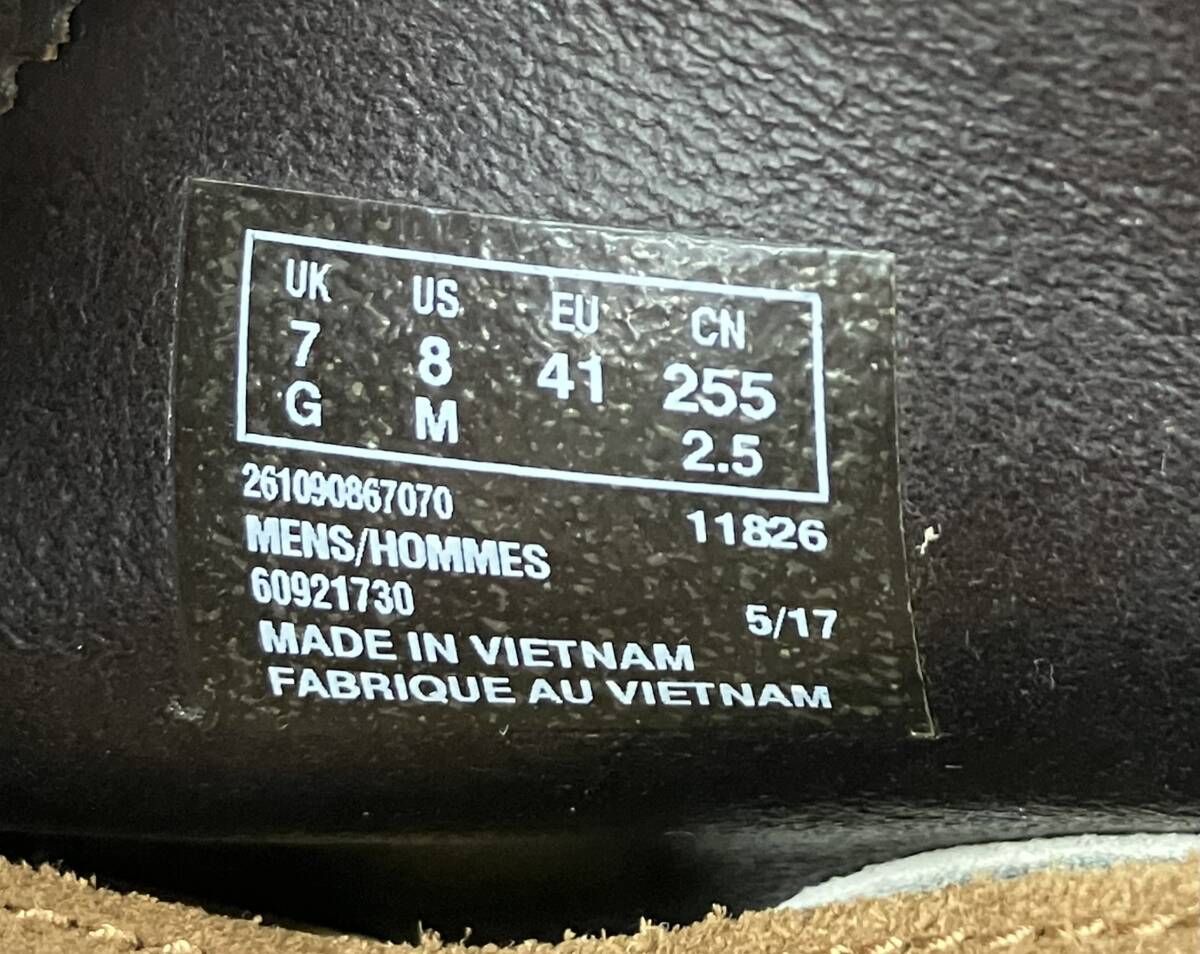 UK US EU CN
7 8 41 255
G M 2.5
261090867070 11826
MENS/HOMMES
60921730 5/17
MADE IN VIETNAM
FABRIQUE AU VIETNAM